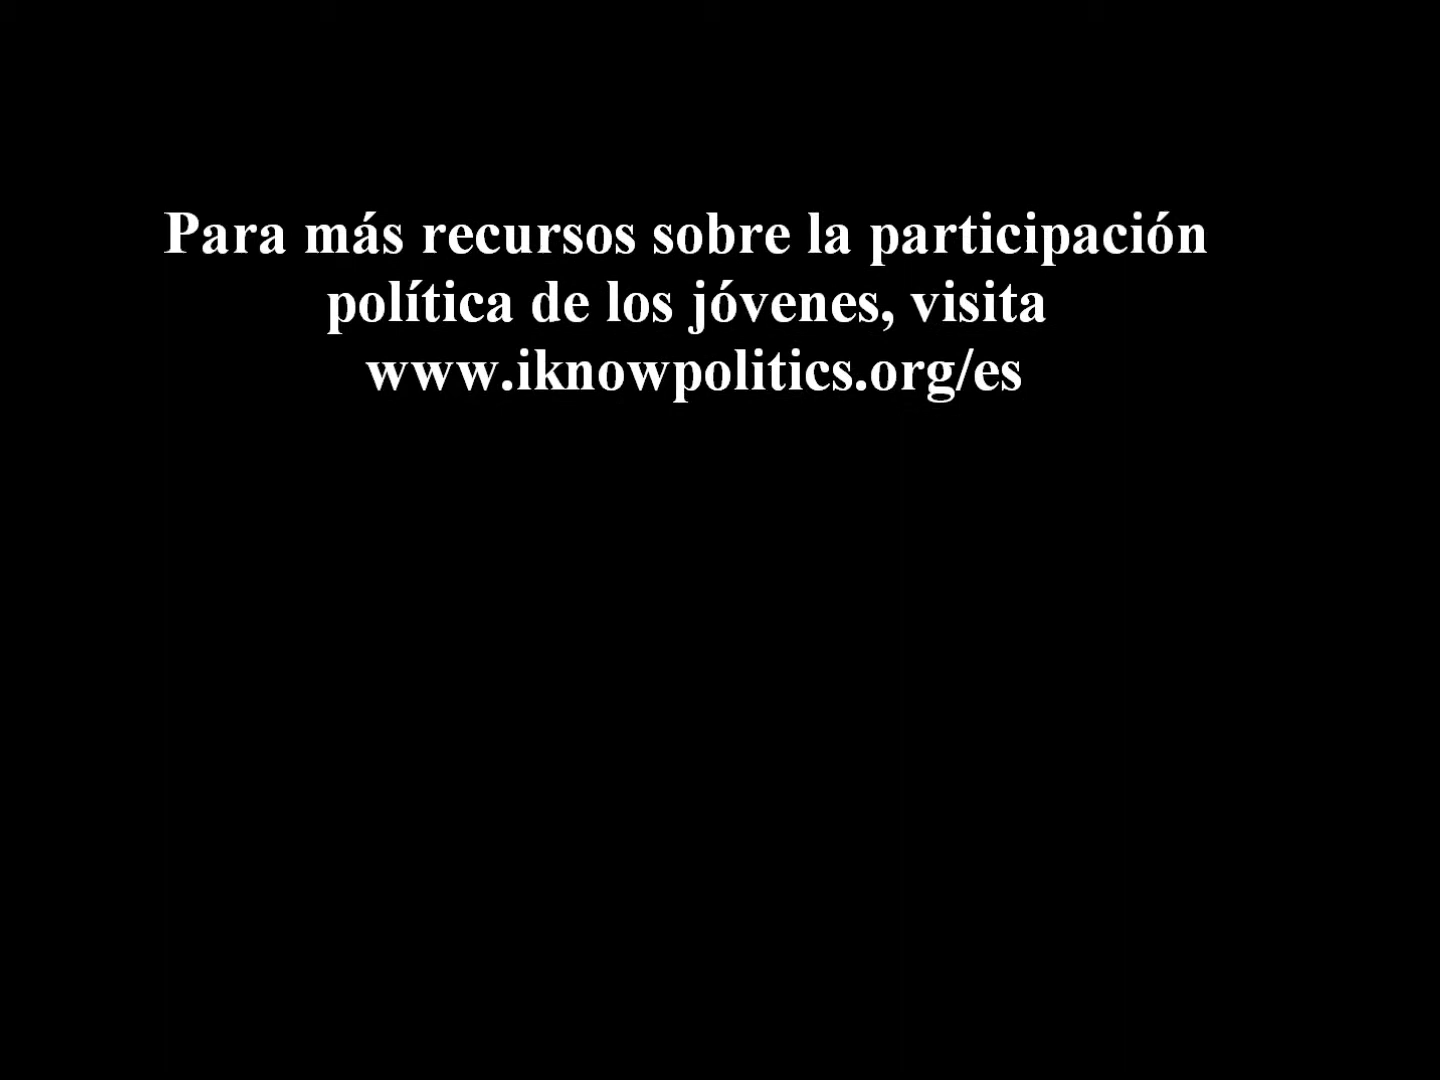 Para más recursos sobre la participación
política de los jóvenes, visita
www.iknowpolitics.org/es